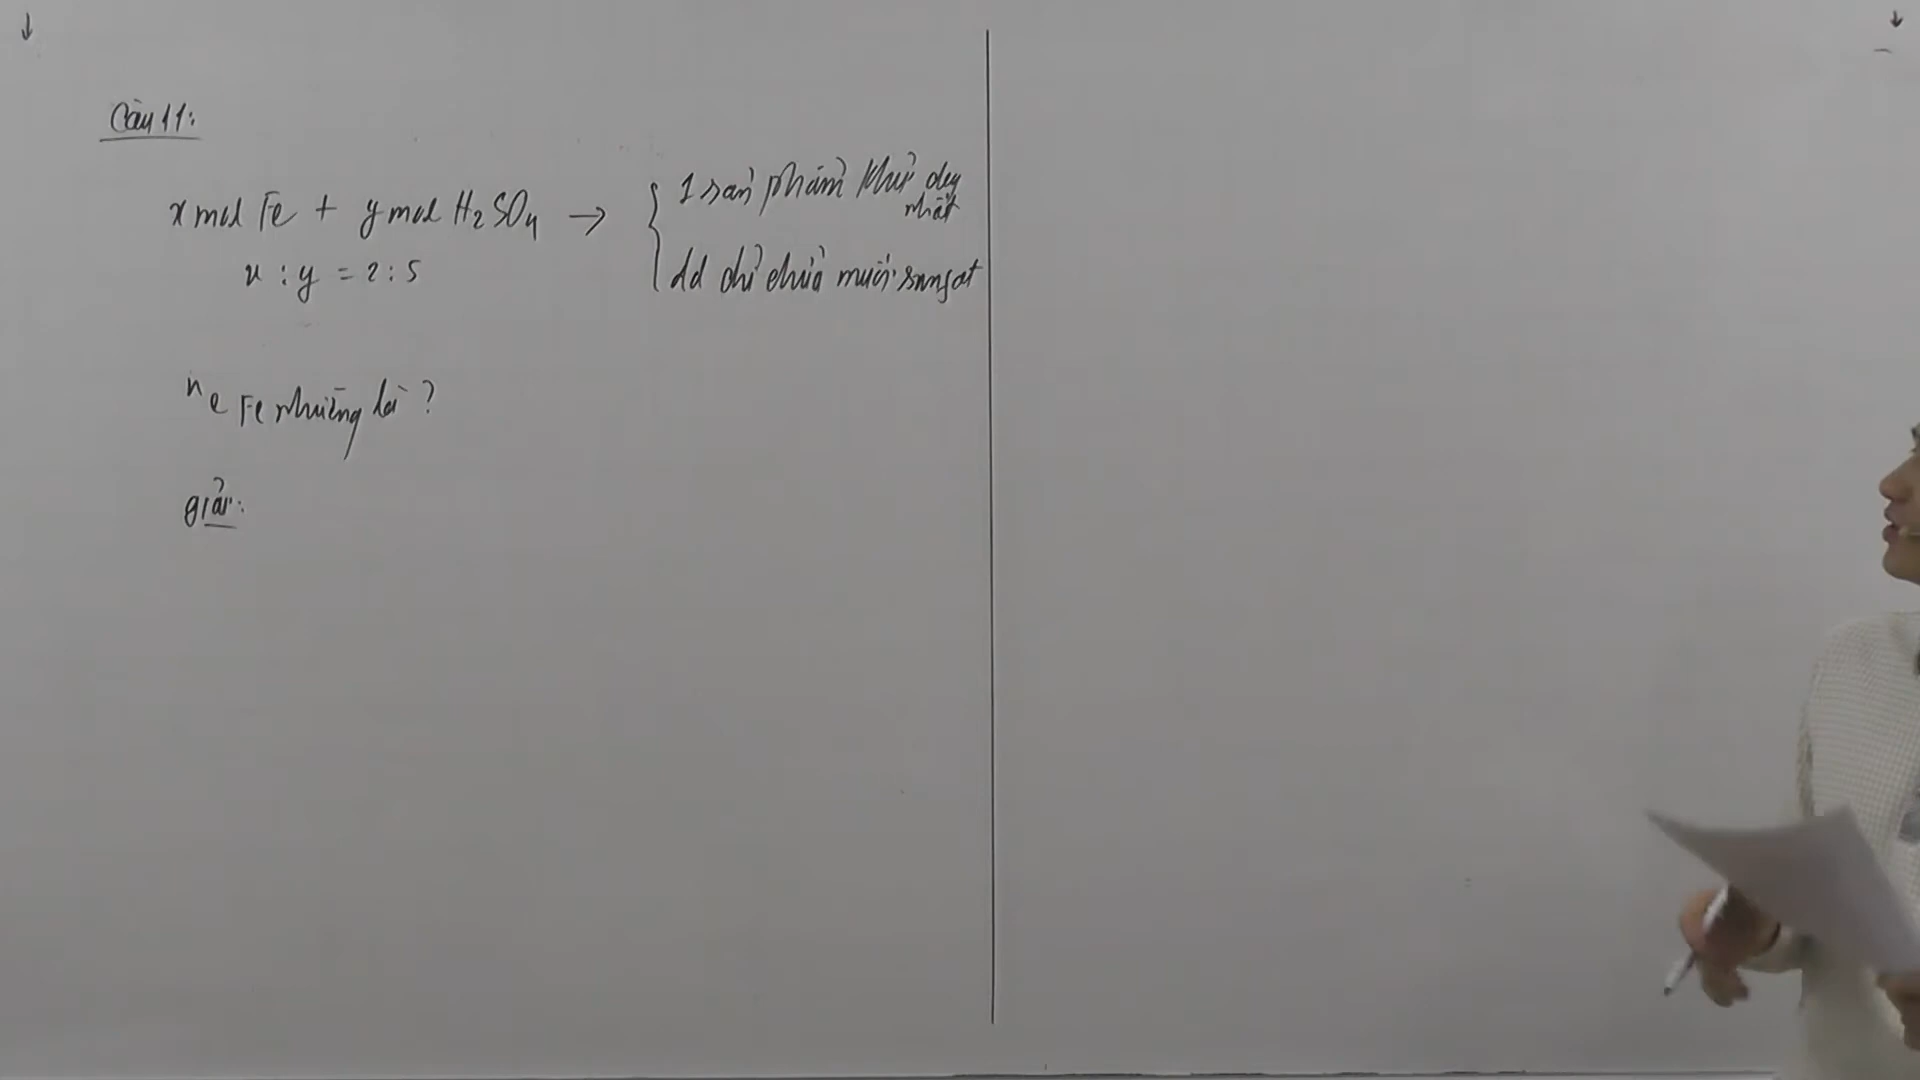 Câu 11:
x mol Fe + y mol H2SO4 → { 1 sản phẩm khử duy nhất
x : y = 2 : 5
dd chỉ chứa muối sunfat
n e Fe nhường là ?
giải: